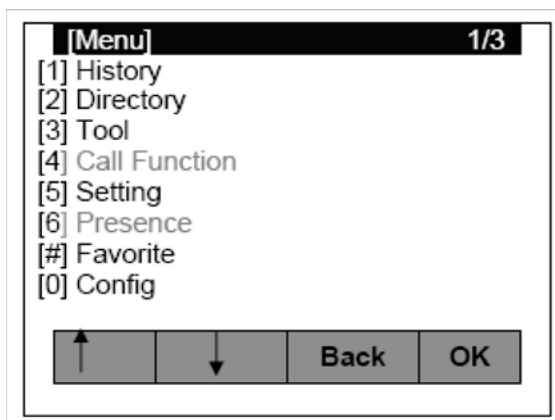 [Menu] 1/3
[1] History
[2] Directory
[3] Tool
[4] Call Function
[5] Setting
[6] Presence
[#] Favorite
[0] Config
↑ ↓ Back OK